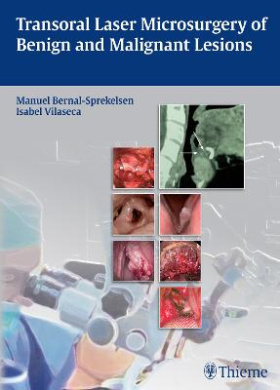 Transoral Laser Microsurgery of
Benign and Malignant Lesions
Manuel Bernal-Sprekelsen
Isabel Vilaseca
Thieme